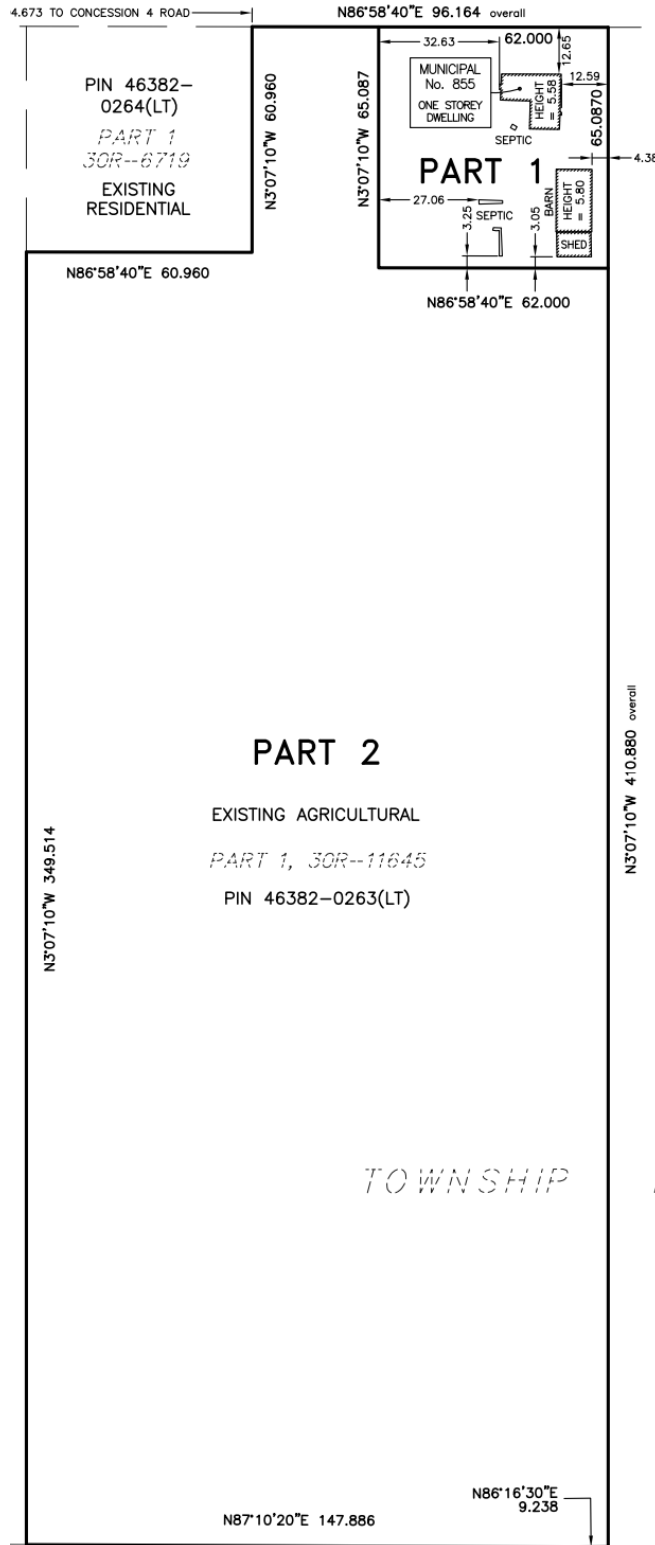 4.673 TO CONCESSION 4 ROAD
N86°58'40"E 96.164 overall
PIN 46382-
0264(LT)
PART 1
30R--6719
EXISTING
RESIDENTIAL
N3°07'10"W 60.960
N3°07'10"W 65.087
32.63
62.000
12.65
12.59
MUNICIPAL
No. 855
ONE STOREY
DWELLING
HEIGHT
= 5.58
65.0870
SEPTIC
PART 1
4.38
27.06
SEPTIC
3.25
3.05
BARN
HEIGHT
= 5.80
SHED
N86°58'40"E 60.960
N86°58'40"E 62.000
PART 2
EXISTING AGRICULTURAL
PART 1, 30R--11645
PIN 46382-0263(LT)
N3°07'10"W 349.514
N3°07'10"W 410.880 overall
TOWNSHIP
N86°16'30"E
9.238
N87°10'20"E 147.886